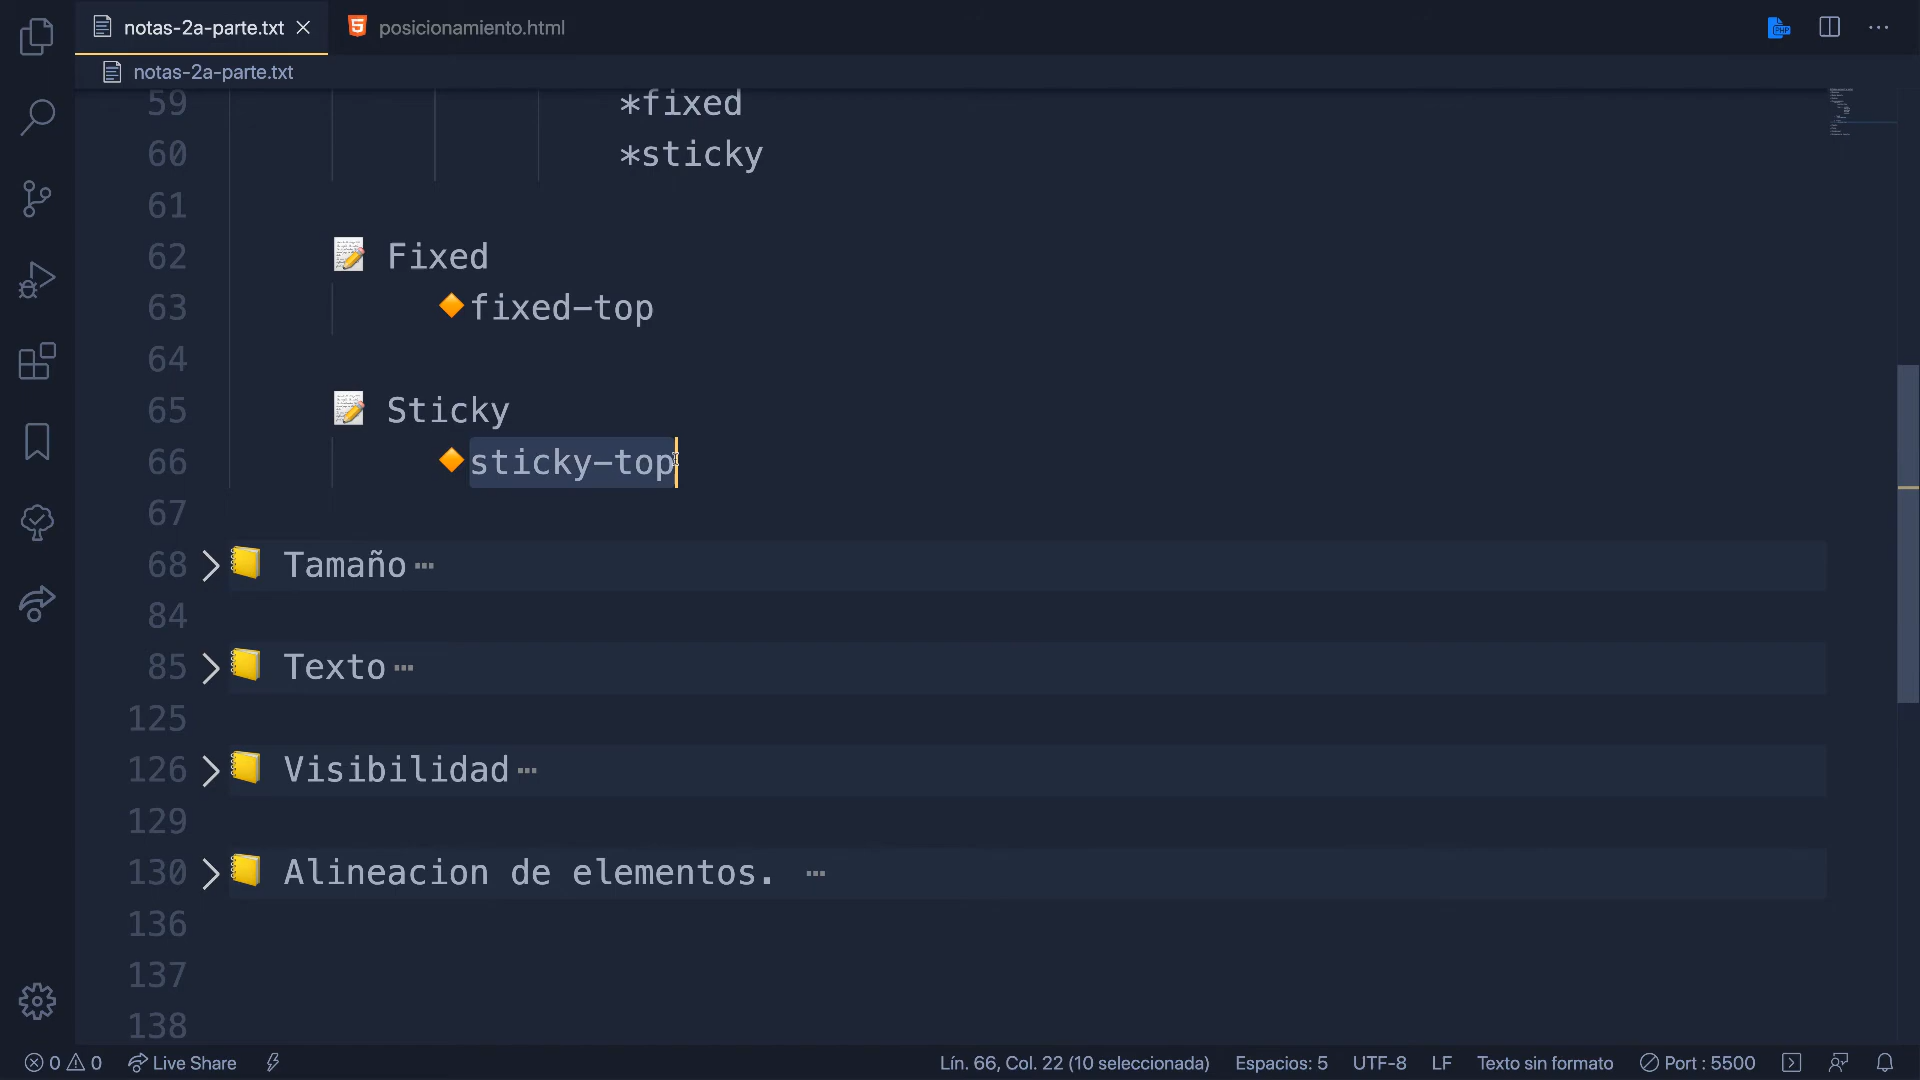 notas-2a-parte.txt
posicionamiento.html
PHP
notas-2a-parte.txt
59 *fixed
60 *sticky
61
62 📝 Fixed
63 🔶fixed-top
64
65 📝 Sticky
66 🔶sticky-top
67
68 📒 Tamaño ···
84
85 📒 Texto ···
125
126 📒 Visibilidad ···
129
130 📒 Alineacion de elementos. ···
136
137
138
0 0 Live Share Lín. 66, Col. 22 (10 seleccionada) Espacios: 5 UTF-8 LF Texto sin formato Port : 5500